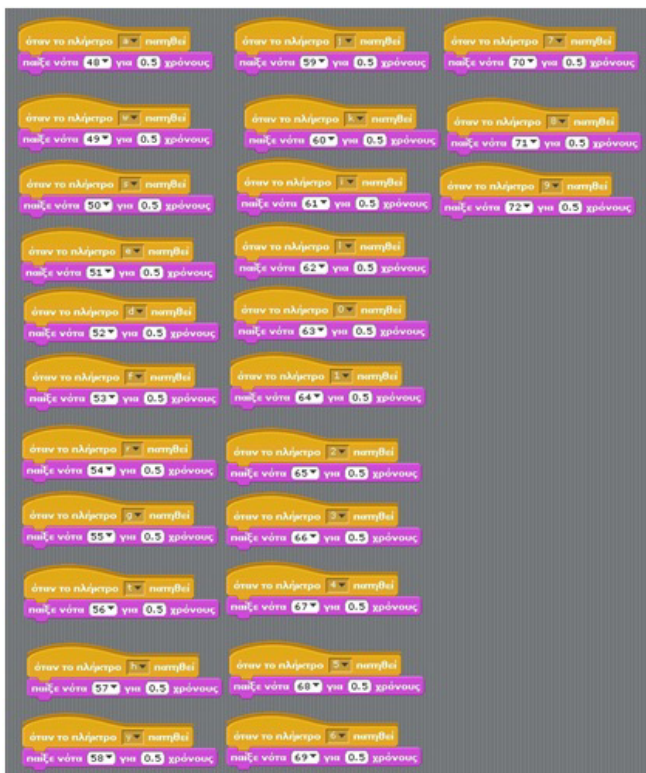 όταν το πλήκτρο a πατηθεί
παίξε νότα 48 για 0.5 χρόνους
όταν το πλήκτρο w πατηθεί
παίξε νότα 49 για 0.5 χρόνους
όταν το πλήκτρο s πατηθεί
παίξε νότα 50 για 0.5 χρόνους
όταν το πλήκτρο e πατηθεί
παίξε νότα 51 για 0.5 χρόνους
όταν το πλήκτρο d πατηθεί
παίξε νότα 52 για 0.5 χρόνους
όταν το πλήκτρο f πατηθεί
παίξε νότα 53 για 0.5 χρόνους
όταν το πλήκτρο r πατηθεί
παίξε νότα 54 για 0.5 χρόνους
όταν το πλήκτρο g πατηθεί
παίξε νότα 55 για 0.5 χρόνους
όταν το πλήκτρο t πατηθεί
παίξε νότα 56 για 0.5 χρόνους
όταν το πλήκτρο h πατηθεί
παίξε νότα 57 για 0.5 χρόνους
όταν το πλήκτρο y πατηθεί
παίξε νότα 58 για 0.5 χρόνους
όταν το πλήκτρο j πατηθεί
παίξε νότα 59 για 0.5 χρόνους
όταν το πλήκτρο k πατηθεί
παίξε νότα 60 για 0.5 χρόνους
όταν το πλήκτρο πατηθεί
παίξε νότα 61 για 0.5 χρόνους
όταν το πλήκτρο l πατηθεί
παίξε νότα 62 για 0.5 χρόνους
όταν το πλήκτρο 0 πατηθεί
παίξε νότα 63 για 0.5 χρόνους
όταν το πλήκτρο 1 πατηθεί
παίξε νότα 64 για 0.5 χρόνους
όταν το πλήκτρο 2 πατηθεί
παίξε νότα 65 για 0.5 χρόνους
όταν το πλήκτρο 3 πατηθεί
παίξε νότα 66 για 0.5 χρόνους
όταν το πλήκτρο 4 πατηθεί
παίξε νότα 67 για 0.5 χρόνους
όταν το πλήκτρο 5 πατηθεί
παίξε νότα 68 για 0.5 χρόνους
όταν το πλήκτρο 6 πατηθεί
παίξε νότα 69 για 0.5 χρόνους
όταν το πλήκτρο 7 πατηθεί
παίξε νότα 70 για 0.5 χρόνους
όταν το πλήκτρο 8 πατηθεί
παίξε νότα 71 για 0.5 χρόνους
όταν το πλήκτρο 9 πατηθεί
παίξε νότα 72 για 0.5 χρόνους